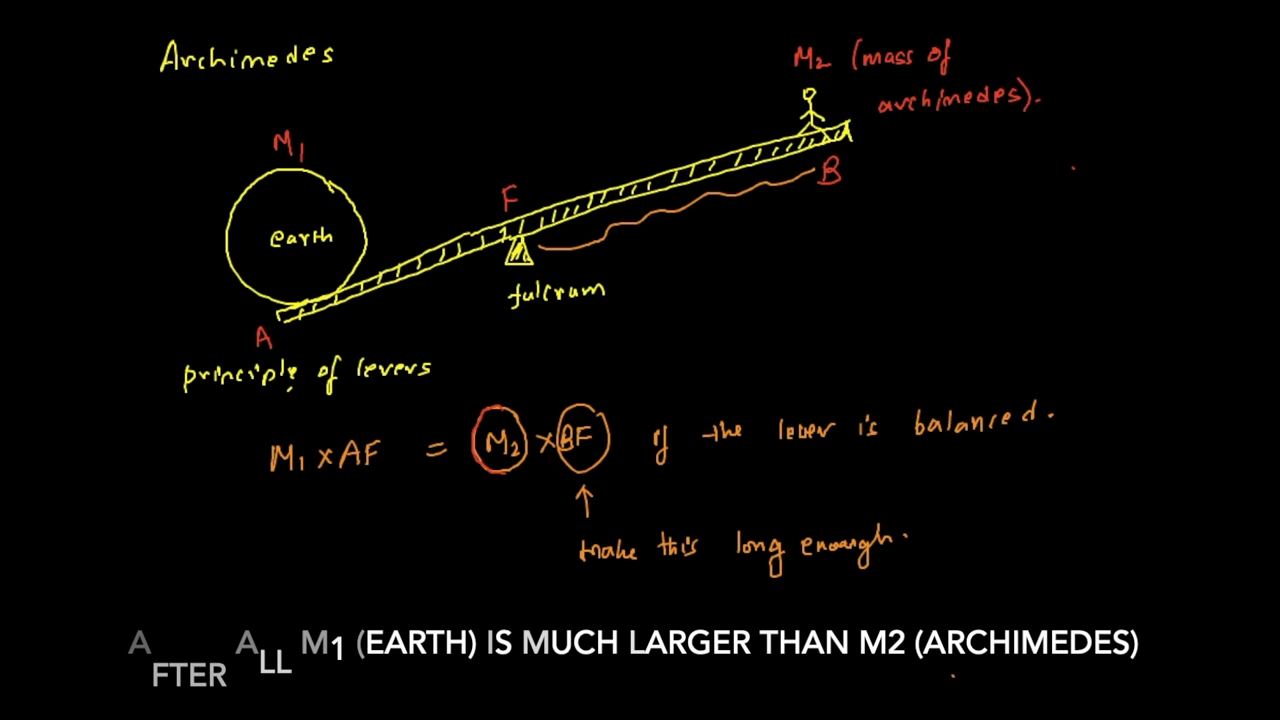 Archimedes
M2 (mass of
archimedes).
M1
F
B
earth
fulcrum
A
principle of levers
M1 × AF = M2 × BF if the lever is balanced.
↑
make this long enough.
AFTER ALL M1 (EARTH) IS MUCH LARGER THAN M2 (ARCHIMEDES)